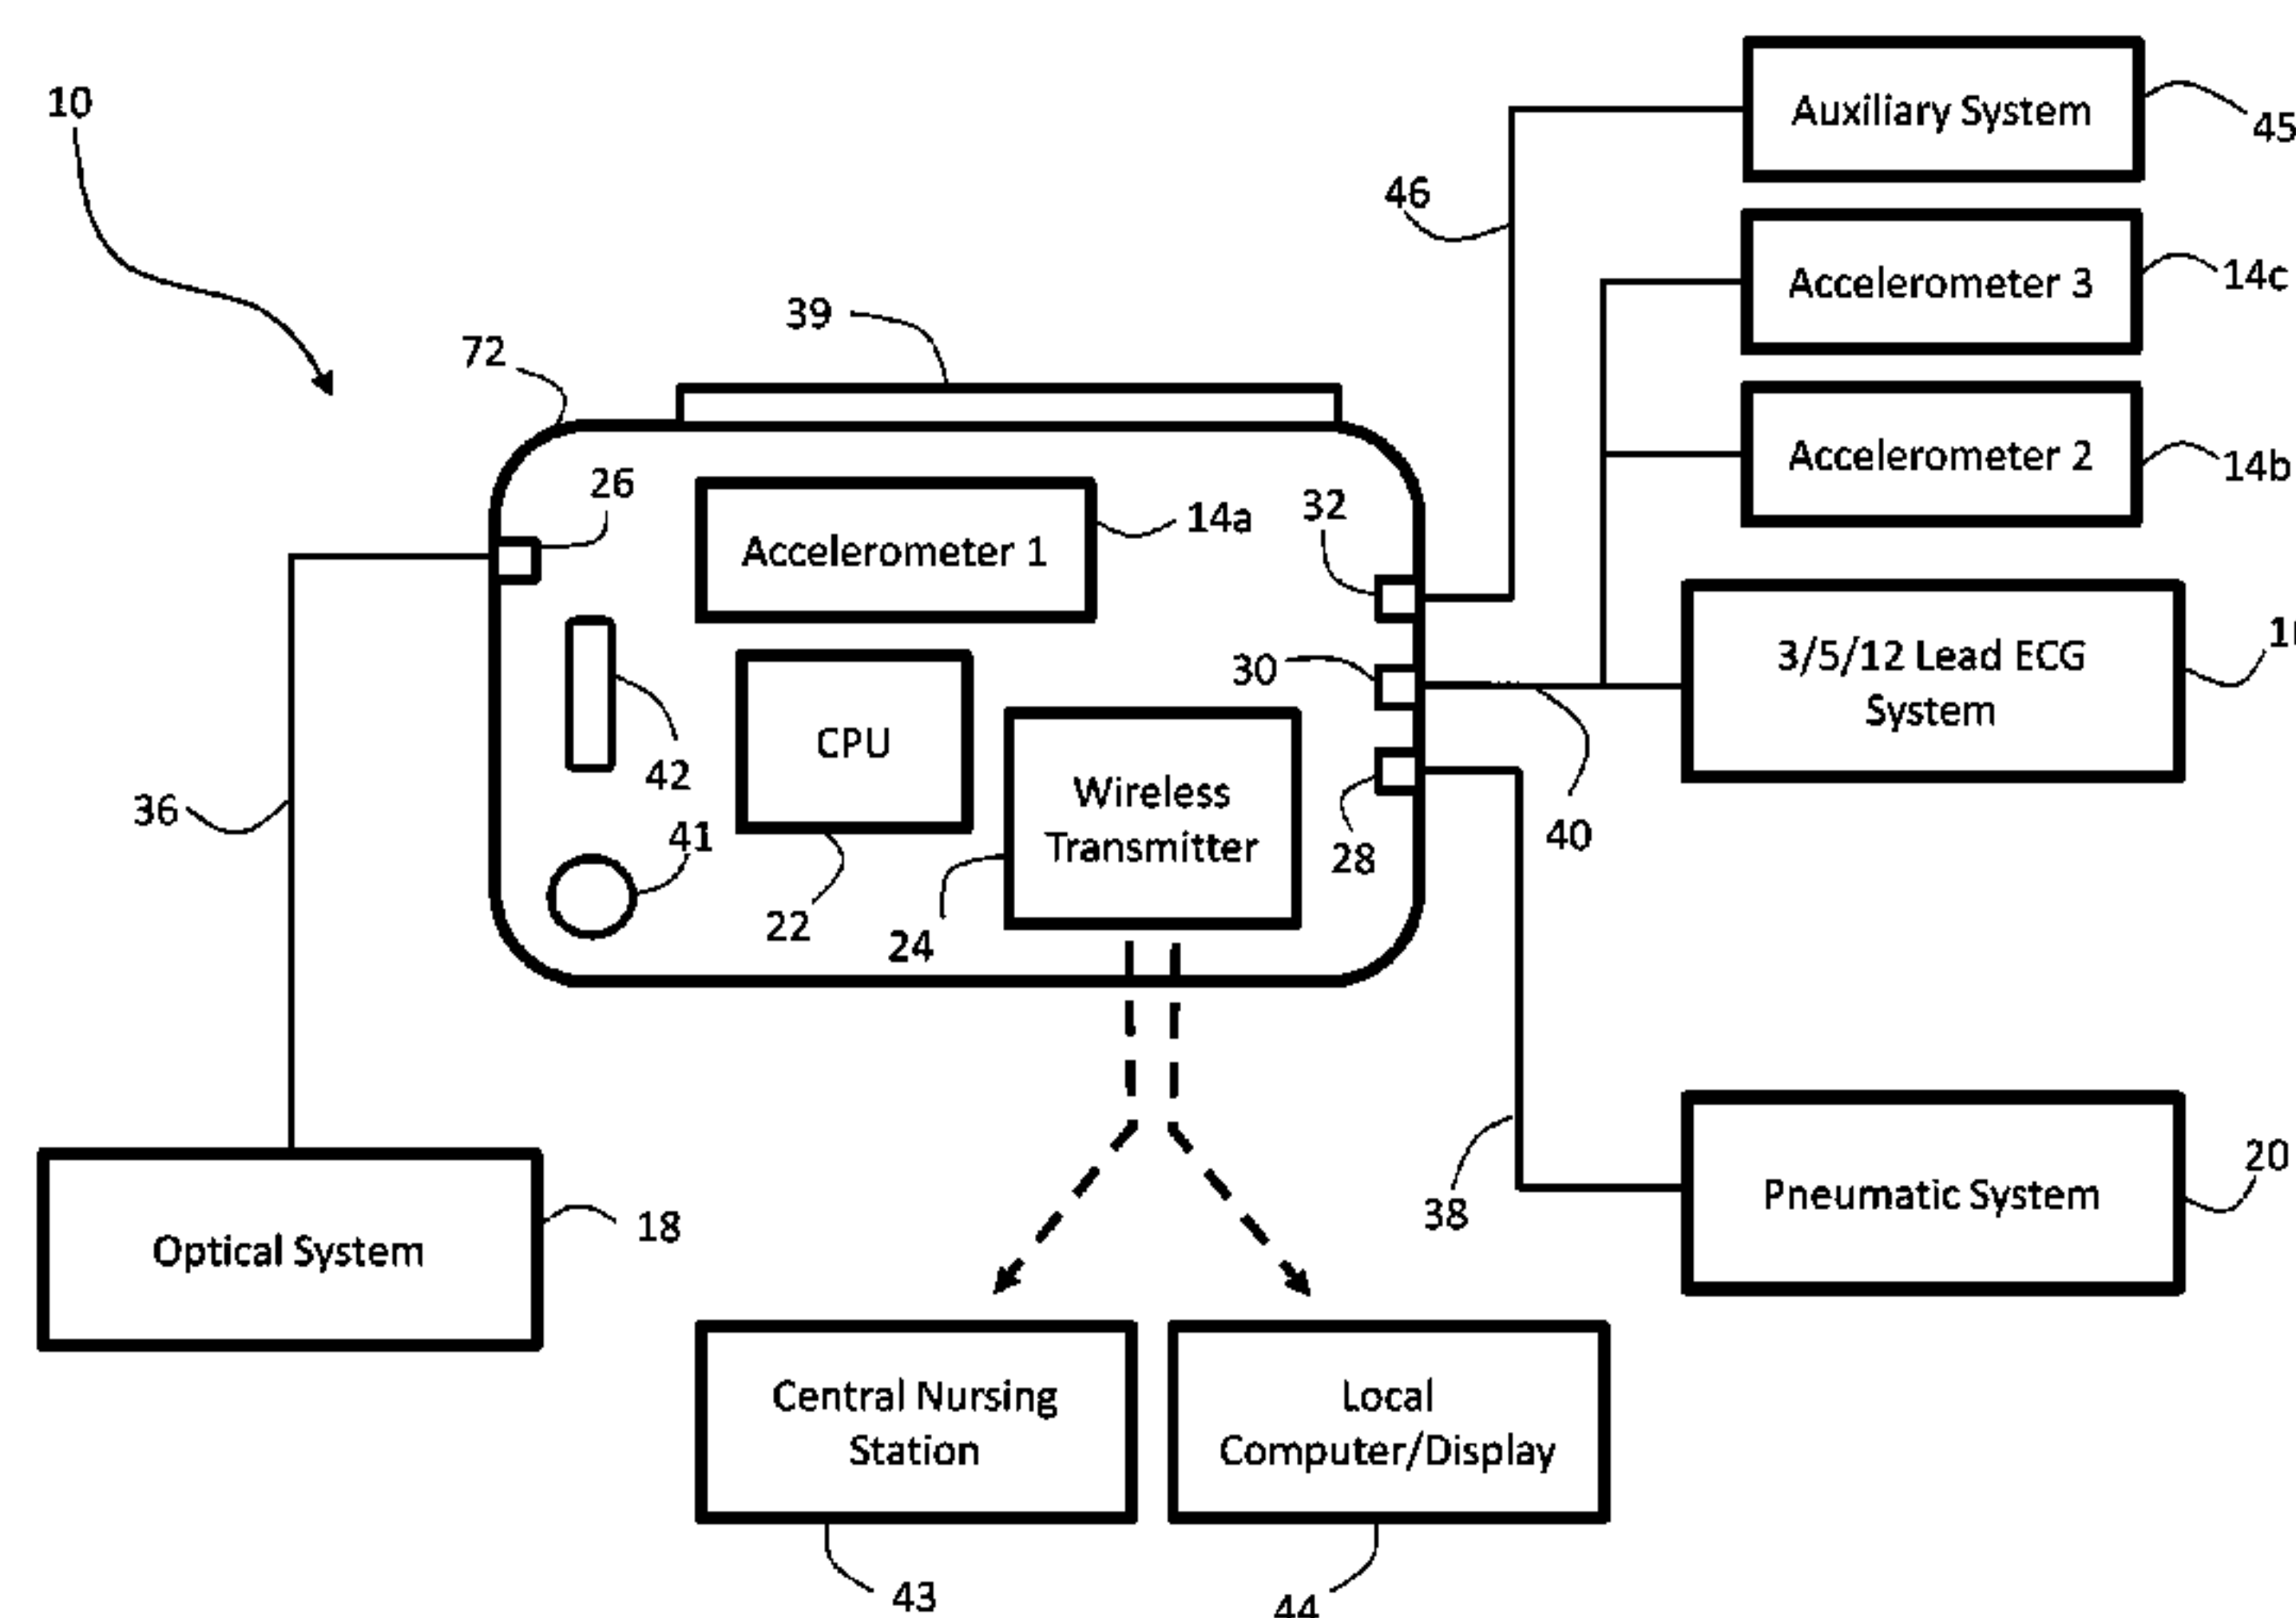 10
Auxiliary System
45
46
Accelerometer 3
14c
39
72
Accelerometer 2
14b
26
14a
32
Accelerometer 1
3/5/12 Lead ECG
System
30
CPU
42
Wireless
Transmitter
36
41
28
40
22
24
Pneumatic System
20
38
18
Optical System
Central Nursing
Station
Local
Computer/Display
43
44